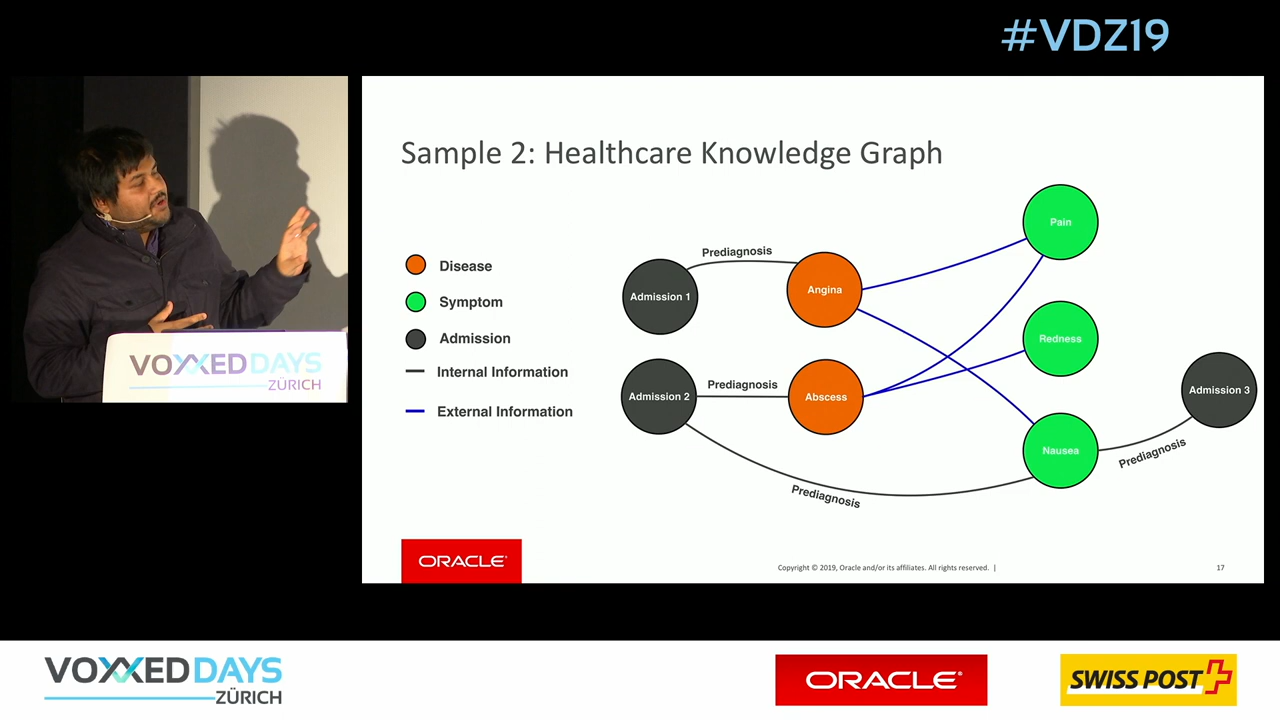 #VDZ19
Sample 2: Healthcare Knowledge Graph
Disease
Symptom
Admission
Internal Information
External Information
Admission 1
Prediagnosis
Angina
Admission 2
Prediagnosis
Abscess
Prediagnosis
Pain
Redness
Nausea
Prediagnosis
Admission 3
ORACLE
Copyright © 2019, Oracle and/or its affiliates. All rights reserved. |
17
VOXXED DAYS
ZÜRICH
VOXXED DAYS
ZÜRICH
ORACLE
SWISS POST